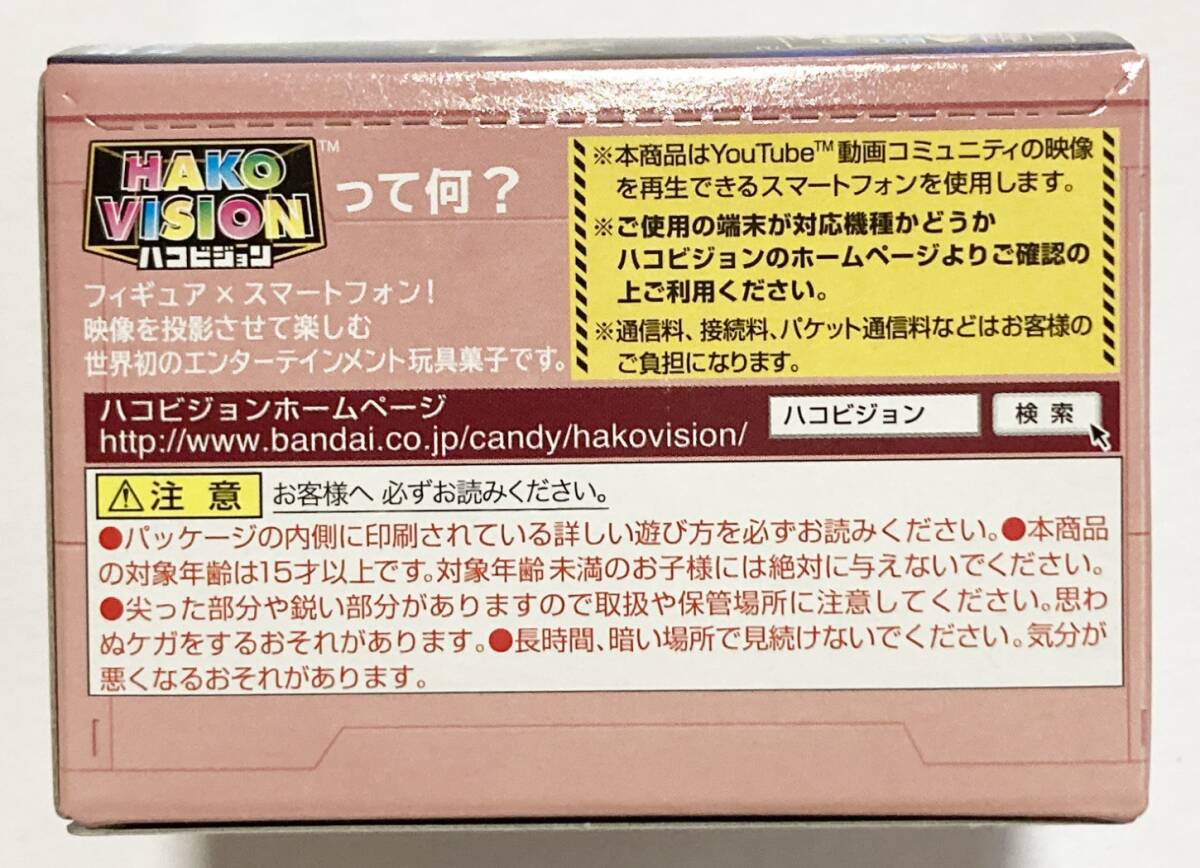 HAKO
VISION
ハコビジョン
™
って何？
フィギュア×スマートフォン！
映像を投影させて楽しむ
世界初のエンターテインメント玩具菓子です。
※本商品はYouTube™動画コミュニティの映像
を再生できるスマートフォンを使用します。
※ご使用の端末が対応機種かどうか
ハコビジョンのホームページよりご確認の
上ご利用ください。
※通信料、接続料、パケット通信料などはお客様の
ご負担になります。
ハコビジョンホームページ
http://www.bandai.co.jp/candy/hakovision/
ハコビジョン
検索
⚠注意 お客様へ 必ずお読みください。
●パッケージの内側に印刷されている詳しい遊び方を必ずお読みください。●本商品
の対象年齢は15才以上です。対象年齢未満のお子様には絶対に与えないでください。
●尖った部分や鋭い部分がありますので取扱や保管場所に注意してください。思わ
ぬケガをするおそれがあります。●長時間、暗い場所で見続けないでください。気分が
悪くなるおそれがあります。